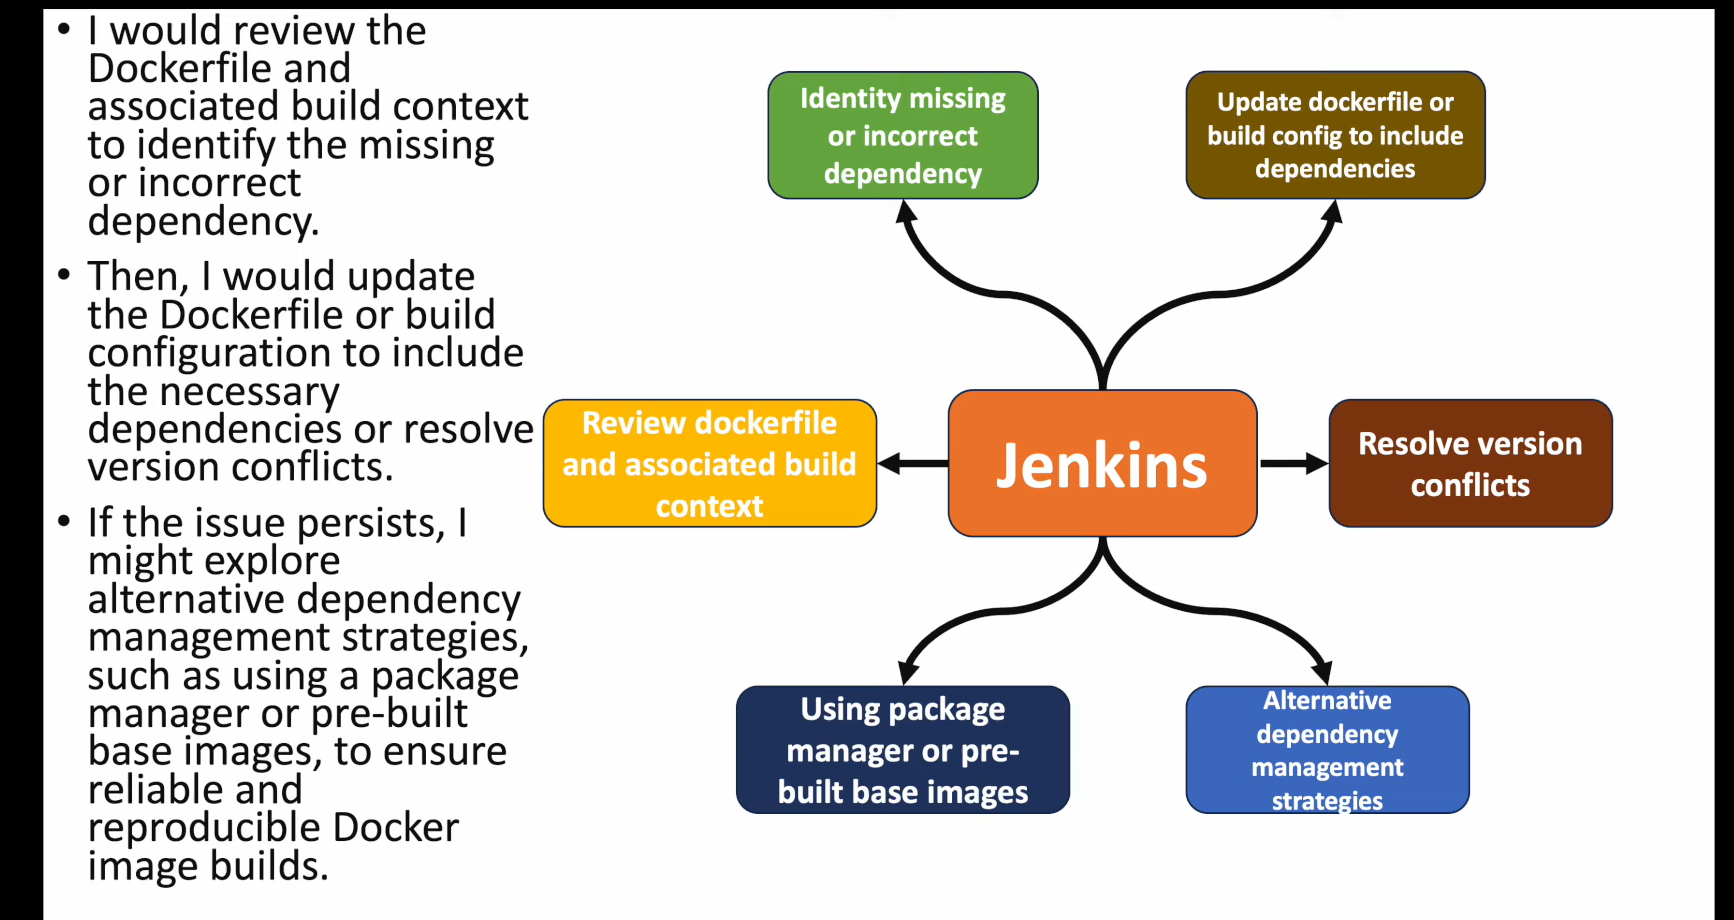 • I would review the
Dockerfile and
associated build context
to identify the missing
or incorrect
dependency.
• Then, I would update
the Dockerfile or build
configuration to include
the necessary
dependencies or resolve
version conflicts.
• If the issue persists, I
might explore
alternative dependency
management strategies,
such as using a package
manager or pre-built
base images, to ensure
reliable and
reproducible Docker
image builds.
Identity missing
or incorrect
dependency
Update dockerfile or
build config to include
dependencies
Review dockerfile
and associated build
context
Jenkins
Resolve version
conflicts
Using package
manager or pre-
built base images
Alternative
dependency
management
strategies